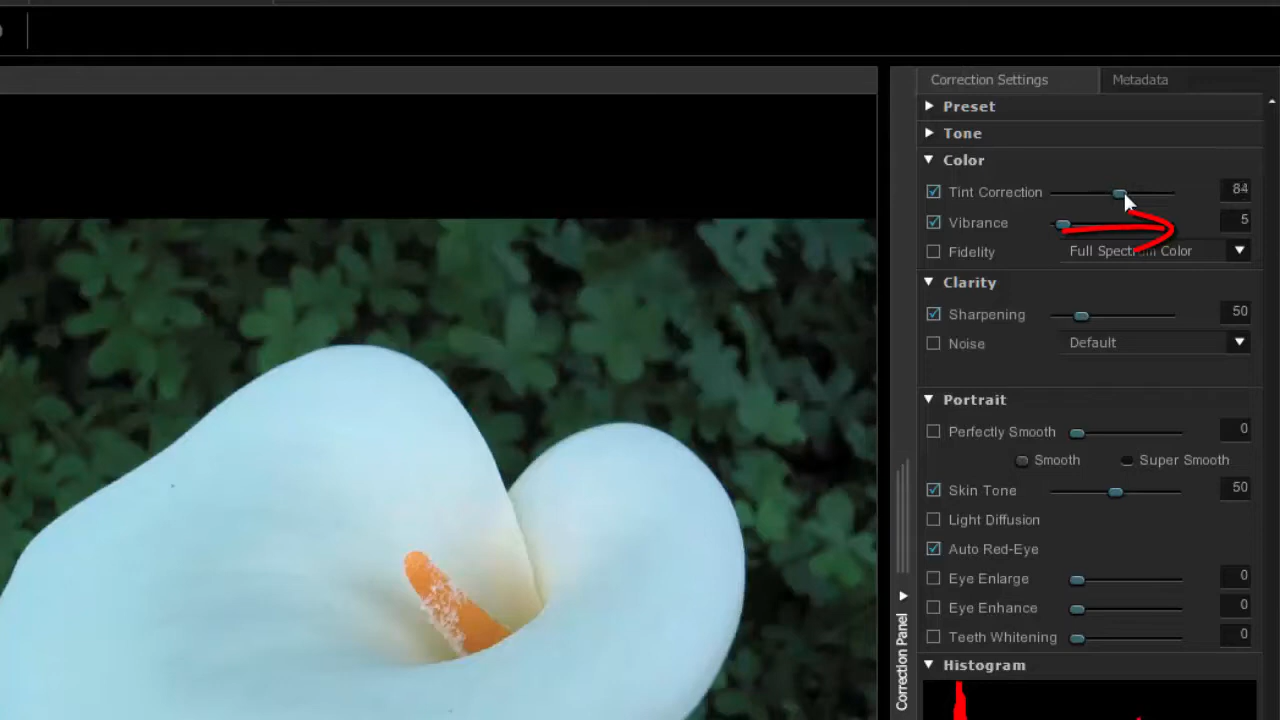 Correction Settings Metadata
Preset
Tone
Color
Tint Correction 84
Vibrance 5
Fidelity Full Spectrum Color
Clarity
Sharpening 50
Noise Default
Portrait
Perfectly Smooth 0
Smooth Super Smooth
Skin Tone 50
Light Diffusion
Auto Red-Eye
Eye Enlarge 0
Eye Enhance 0
Teeth Whitening 0
Histogram
Correction Panel